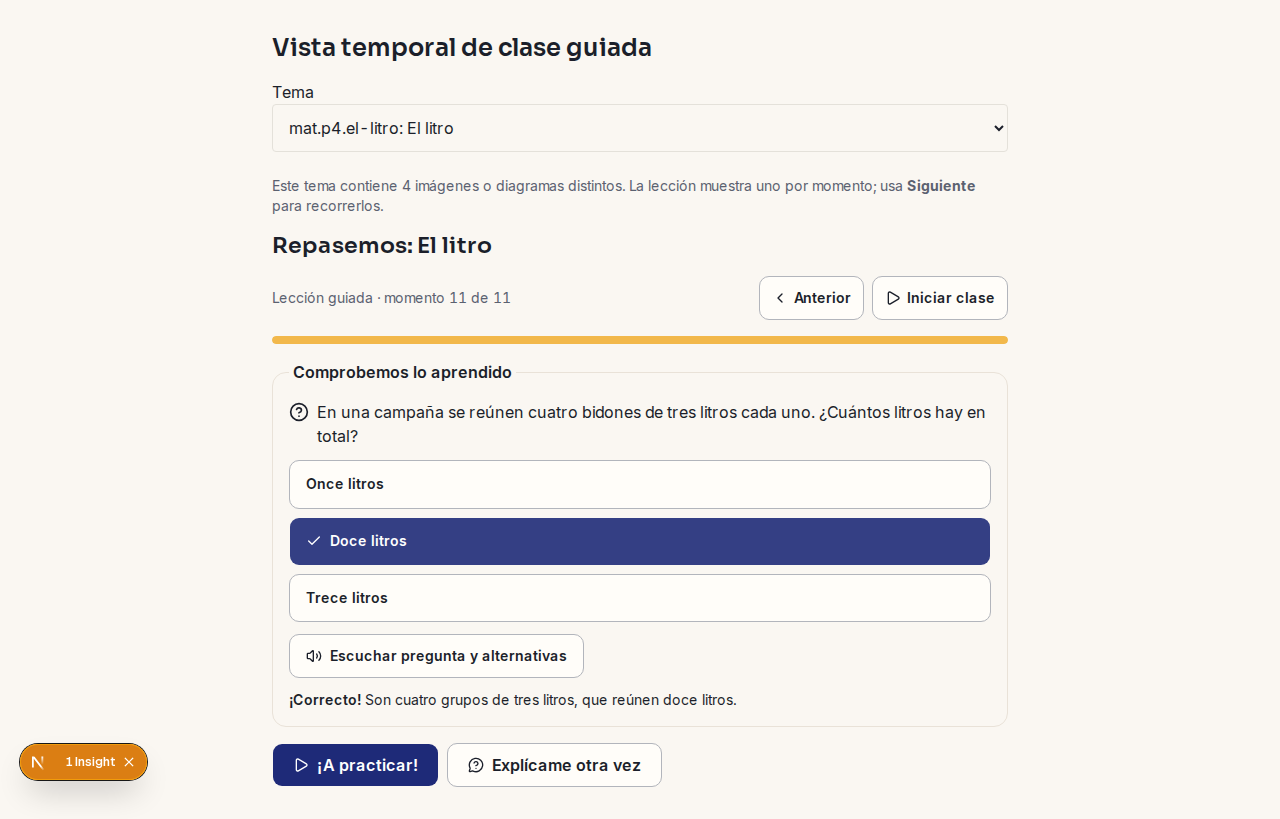 Vista temporal de clase guiada
Tema
mat.p4.el-litro: El litro
Este tema contiene 4 imágenes o diagramas distintos. La lección muestra uno por momento; usa Siguiente
para recorrerlos.
Repasemos: El litro
Lección guiada · momento 11 de 11
Anterior
Iniciar clase
Comprobemos lo aprendido
En una campaña se reúnen cuatro bidones de tres litros cada uno. ¿Cuántos litros hay en
total?
Once litros
Doce litros
Trece litros
Escuchar pregunta y alternativas
¡Correcto! Son cuatro grupos de tres litros, que reúnen doce litros.
1 Insight
¡A practicar!
Explícame otra vez